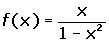 f(x) = x / (1 − x²)